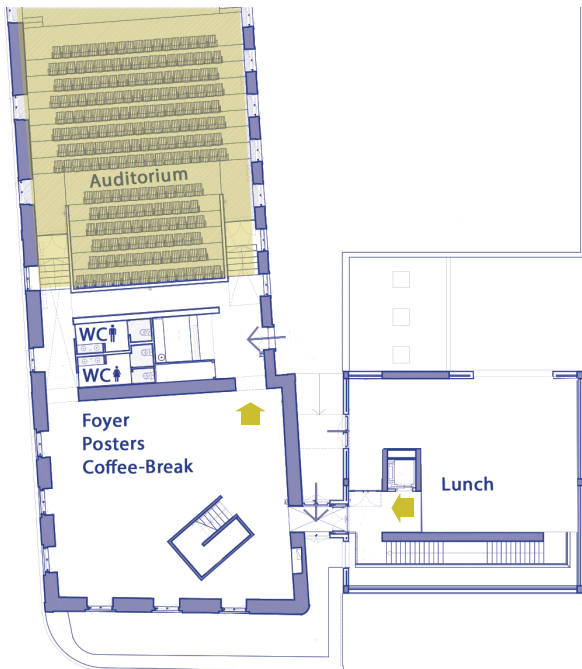 Auditorium
WC
WC
Foyer
Posters
Coffee-Break
Lunch